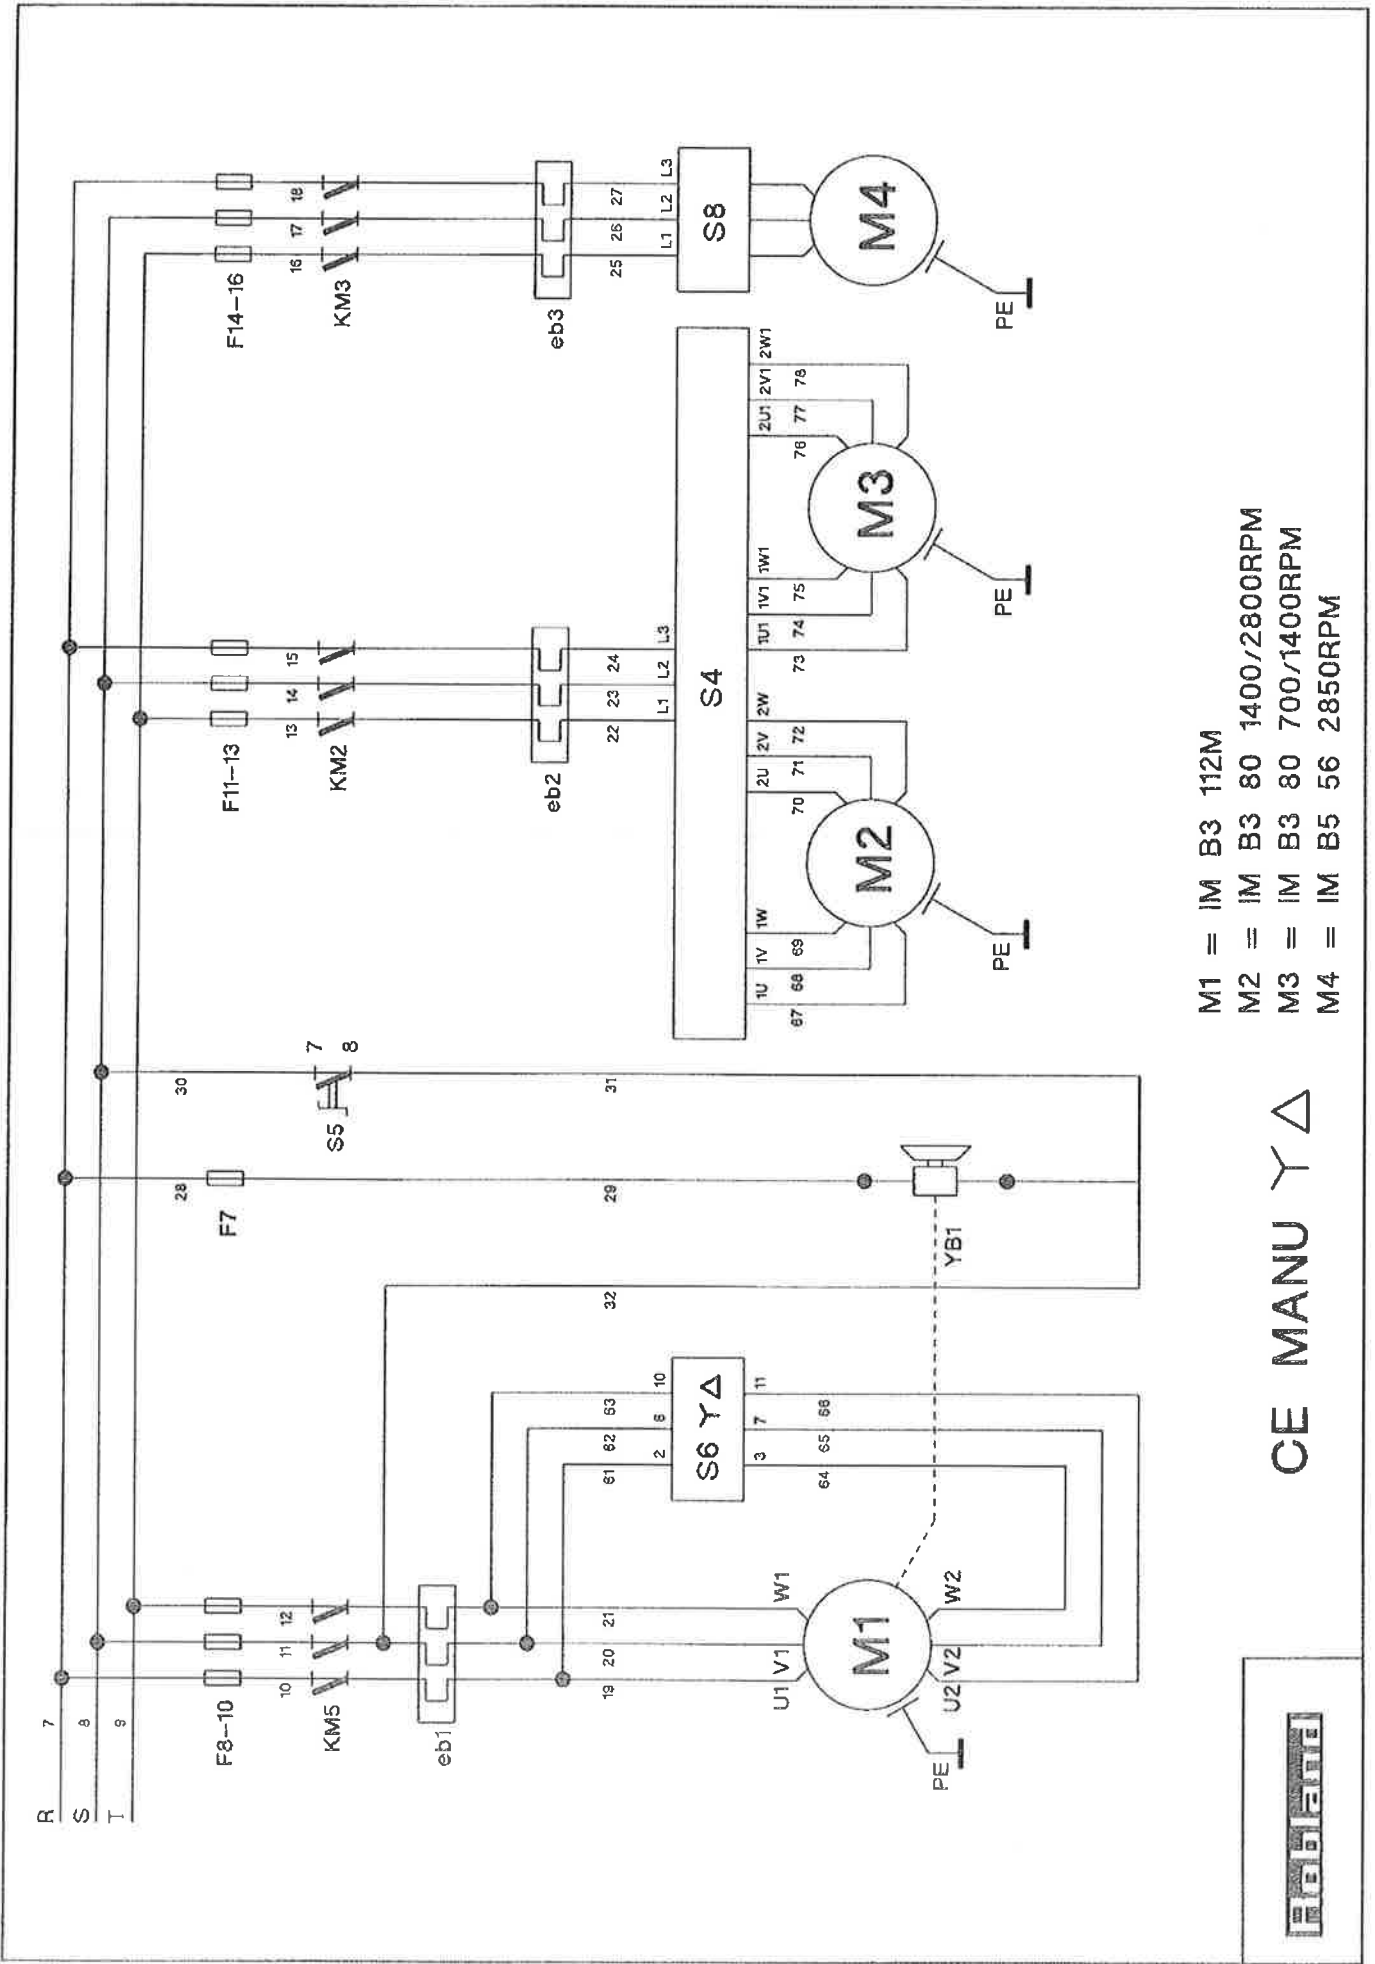 R 7
S 8
T 9
F8-10
F7
F11-13
F14-16
28
30
10 11 12
13 14 15
16 17 18
KM5
S5
7
8
KM2
KM3
eb1
eb2
eb3
19 20 21
61 62 63
32
29
31
22 23 24
25 26 27
2 6 10
L1 L2 L3
L1 L2 L3
S6 Y Δ
S4
S8
3 7 11
64 65 66
1U 1V 1W
2U 2V 2W
1U1 1V1 1W1
2U1 2V1 2W1
67 68 69
70 71 72
73 74 75
76 77 78
U1 V1 W1
M1
M2
M3
M4
U2 V2 W2
YB1
PE
PE
PE
PE
M1 = IM B3 112M
M2 = IM B3 80 1400/2800RPM
M3 = IM B3 80 700/1400RPM
M4 = IM B5 56 2850RPM
CE MANU Y Δ
Robland